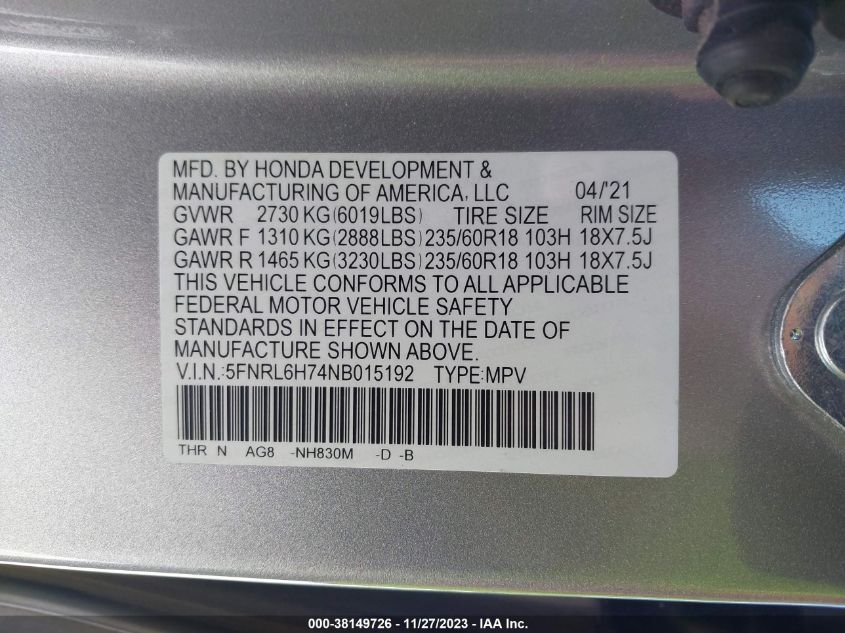 MFD. BY HONDA DEVELOPMENT &
MANUFACTURING OF AMERICA, LLC 04/'21
GVWR 2730 KG(6019LBS) TIRE SIZE RIM SIZE
GAWR F 1310 KG(2888LBS) 235/60R18 103H 18X7.5J
GAWR R 1465 KG(3230LBS) 235/60R18 103H 18X7.5J
THIS VEHICLE CONFORMS TO ALL APPLICABLE
FEDERAL MOTOR VEHICLE SAFETY
STANDARDS IN EFFECT ON THE DATE OF
MANUFACTURE SHOWN ABOVE.
V.I.N.:5FNRL6H74NB015192 TYPE:MPV
THR N AG8 -NH830M -D -B
000-38149726 - 11/27/2023 - IAA Inc.